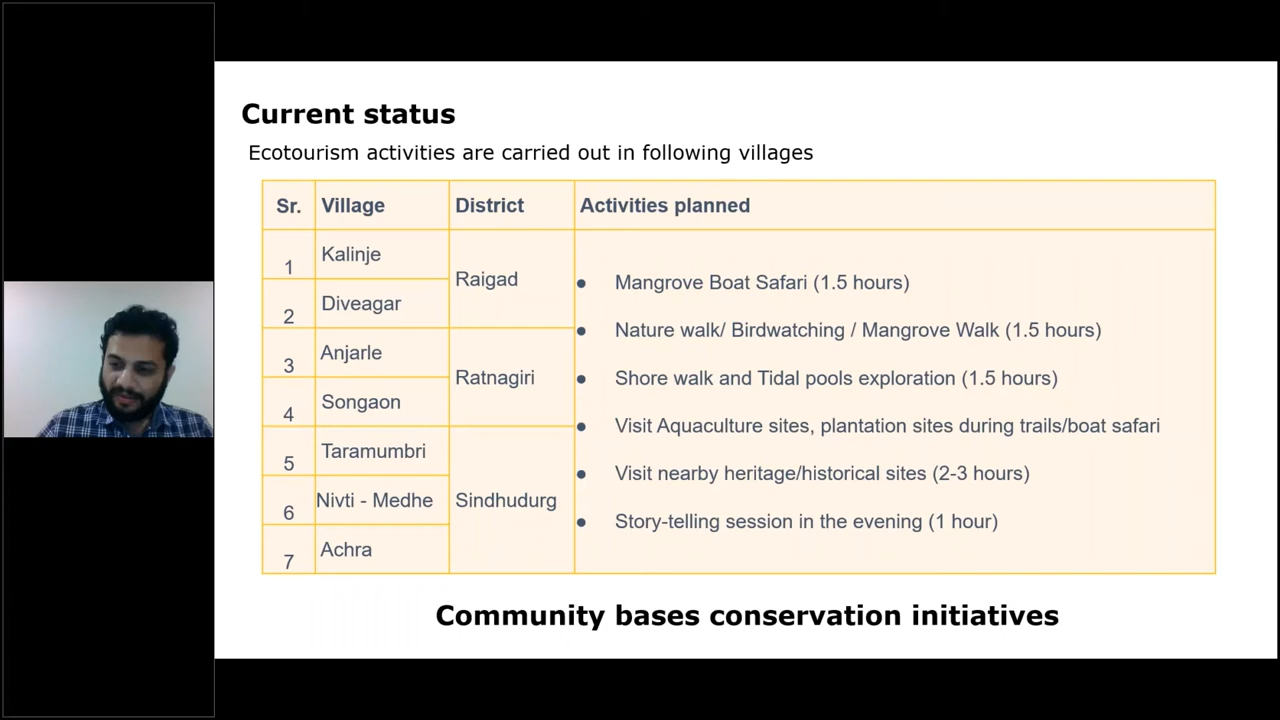 Current status
Ecotourism activities are carried out in following villages
Sr. Village District Activities planned
1 Kalinje Raigad
2 Diveagar
3 Anjarle Ratnagiri
4 Songaon
5 Taramumbri Sindhudurg
6 Nivti - Medhe
7 Achra
● Mangrove Boat Safari (1.5 hours)
● Nature walk/ Birdwatching / Mangrove Walk (1.5 hours)
● Shore walk and Tidal pools exploration (1.5 hours)
● Visit Aquaculture sites, plantation sites during trails/boat safari
● Visit nearby heritage/historical sites (2-3 hours)
● Story-telling session in the evening (1 hour)
Community bases conservation initiatives